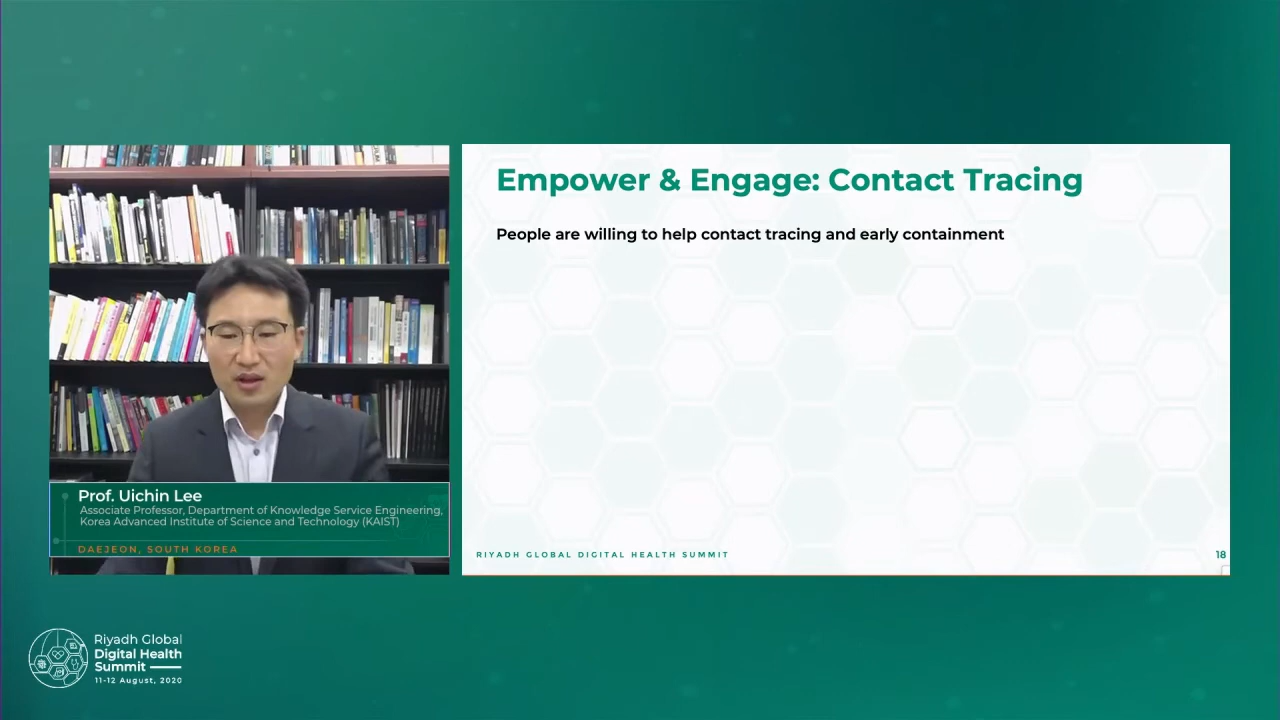 Empower & Engage: Contact Tracing
People are willing to help contact tracing and early containment
Prof. Uichin Lee
Associate Professor, Department of Knowledge Service Engineering,
Korea Advanced Institute of Science and Technology (KAIST)
DAEJEON, SOUTH KOREA
RIYADH GLOBAL DIGITAL HEALTH SUMMIT
18
Riyadh Global
Digital Health
Summit
11-12 August, 2020